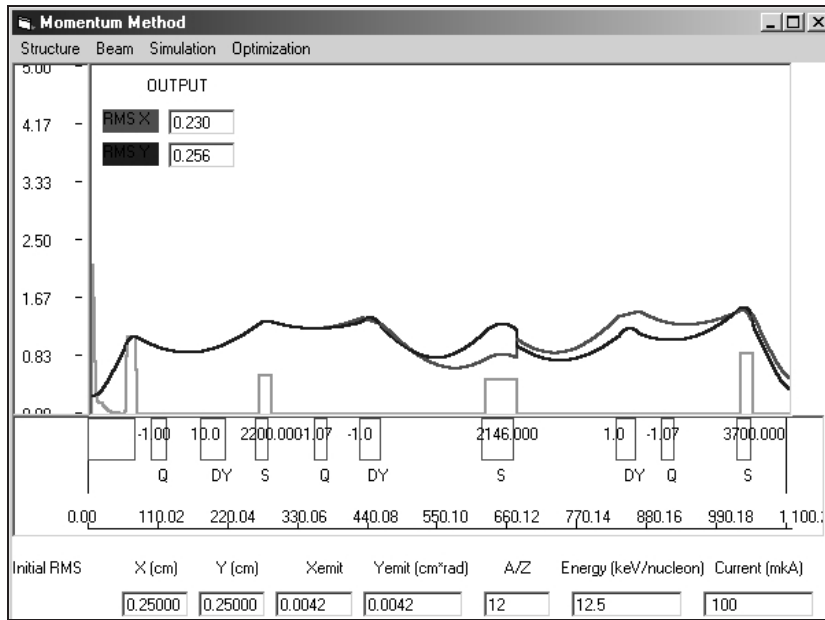 Momentum Method
Structure Beam Simulation Optimization
5.00
OUTPUT
4.17
RMS X 0.230
RMS Y 0.256
3.33
2.50
1.67
0.83
0.00
-1.00 10.0 2200.0001.07 -1.0 2146.000 1.0 -1.07 3700.000
Q DY S Q DY S DY Q S
0.00 110.02 220.04 330.06 440.08 550.10 660.12 770.14 880.16 990.18 1,100.2
Initial RMS X (cm) Y (cm) Xemit Yemit (cm*rad) A/Z Energy (keV/nucleon) Current (mkA)
0.25000 0.25000 0.0042 0.0042 12 12.5 100